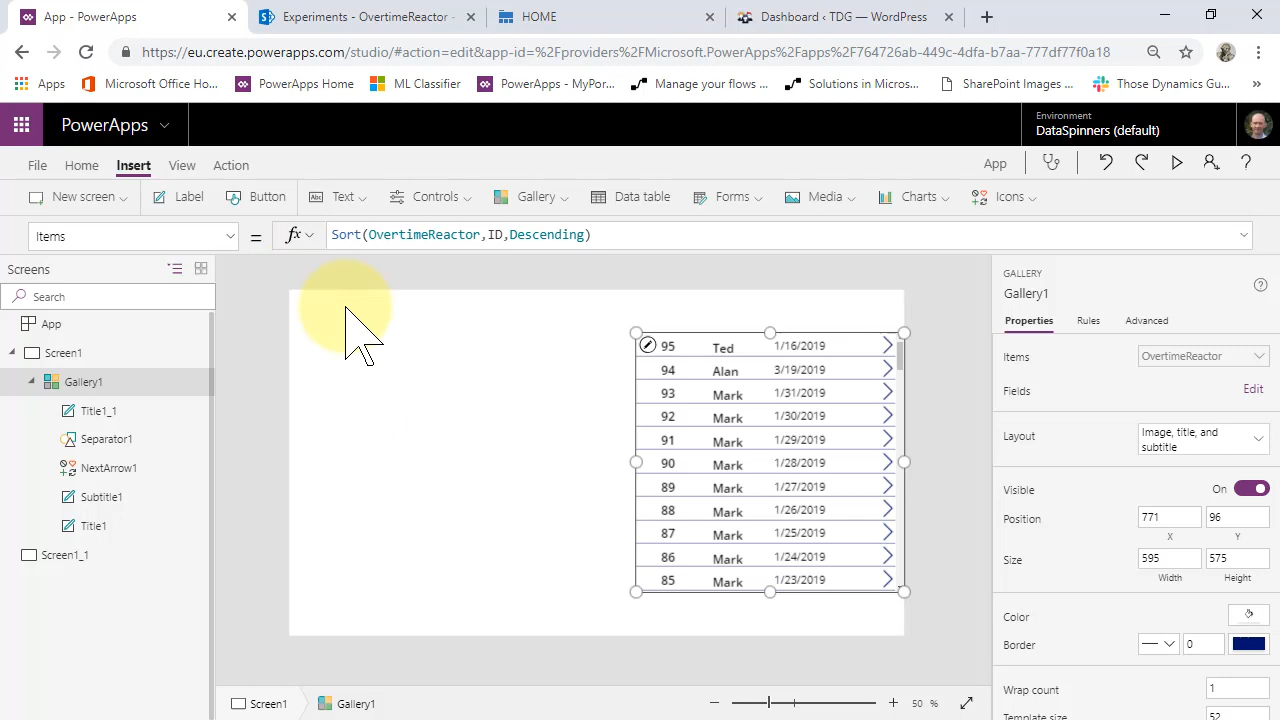 App - PowerApps
Experiments - OvertimeReactor -
HOME
Dashboard ‹ TDG — WordPress
https://eu.create.powerapps.com/studio/#action=edit&app-id=%2Fproviders%2FMicrosoft.PowerApps%2Fapps%2F764726ab-449c-4dfa-b7aa-777df77f0a18
Apps
Microsoft Office Ho...
PowerApps Home
ML Classifier
PowerApps - MyPor...
Manage your flows ...
Solutions in Micros...
SharePoint Images ...
Those Dynamics Gu...
»
PowerApps
Environment
DataSpinners (default)
File Home Insert View Action
App
?
New screen
Label
Button
Abc Text
Controls
Gallery
Data table
Forms
Media
Charts
Icons
Items
=
fx
Sort(OvertimeReactor,ID,Descending)
Screens
Search
App
Screen1
Gallery1
Title1_1
Separator1
NextArrow1
Subtitle1
Title1
Screen1_1
95 Ted 1/16/2019
94 Alan 3/19/2019
93 Mark 1/31/2019
92 Mark 1/30/2019
91 Mark 1/29/2019
90 Mark 1/28/2019
89 Mark 1/27/2019
88 Mark 1/26/2019
87 Mark 1/25/2019
86 Mark 1/24/2019
85 Mark 1/23/2019
GALLERY
?
Gallery1
Properties Rules Advanced
Items OvertimeReactor
Fields Edit
Layout Image, title, and
subtitle
Visible On
Position 771 96
X Y
Size 595 575
Width Height
Color
Border 0
Wrap count 1
Template size 52
Screen1
Gallery1
50 %